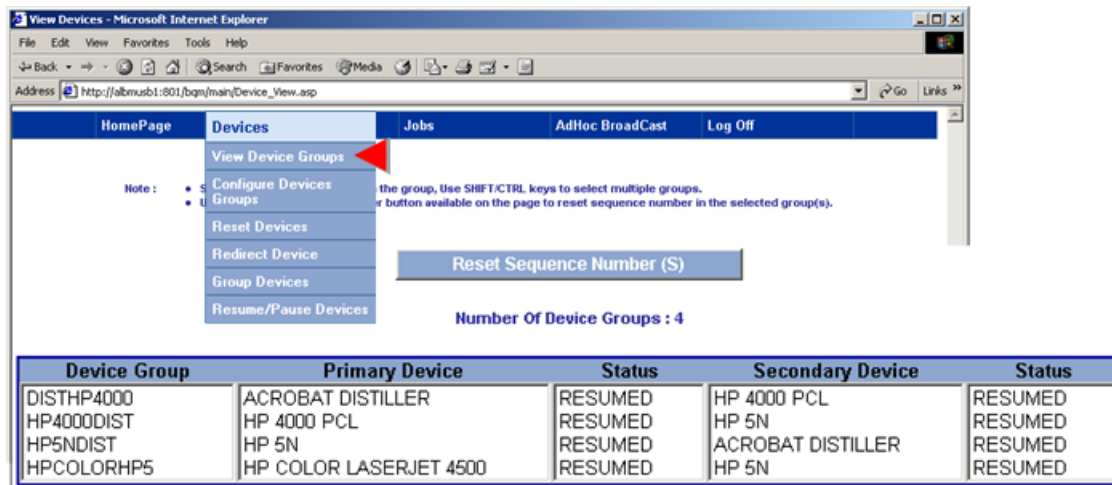 View Devices - Microsoft Internet Explorer
File Edit View Favorites Tools Help
Back Search Favorites Media
Address http://albmusb1:801/bqm/main/Device_View.asp Go Links »
HomePage Devices Jobs AdHoc BroadCast Log Off
View Device Groups
Note : • S Configure Devices Groups the group, Use SHIFT/CTRL keys to select multiple groups.
• U r button available on the page to reset sequence number in the selected group(s).
Reset Devices
Redirect Device
Reset Sequence Number (S)
Group Devices
Resume/Pause Devices
Number Of Device Groups : 4
Device Group Primary Device Status Secondary Device Status
DISTHP4000 ACROBAT DISTILLER RESUMED HP 4000 PCL RESUMED
HP4000DIST HP 4000 PCL RESUMED HP 5N RESUMED
HP5NDIST HP 5N RESUMED ACROBAT DISTILLER RESUMED
HPCOLORHP5 HP COLOR LASERJET 4500 RESUMED HP 5N RESUMED